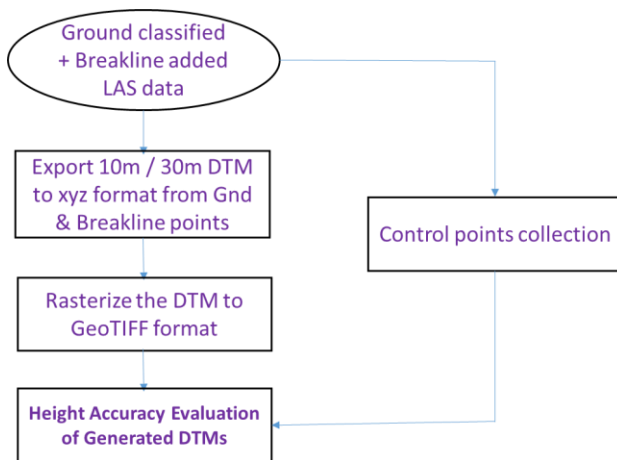 Ground classified
+ Breakline added
LAS data
Export 10m / 30m DTM
to xyz format from Gnd
& Breakline points
Control points collection
Rasterize the DTM to
GeoTIFF format
Height Accuracy Evaluation
of Generated DTMs